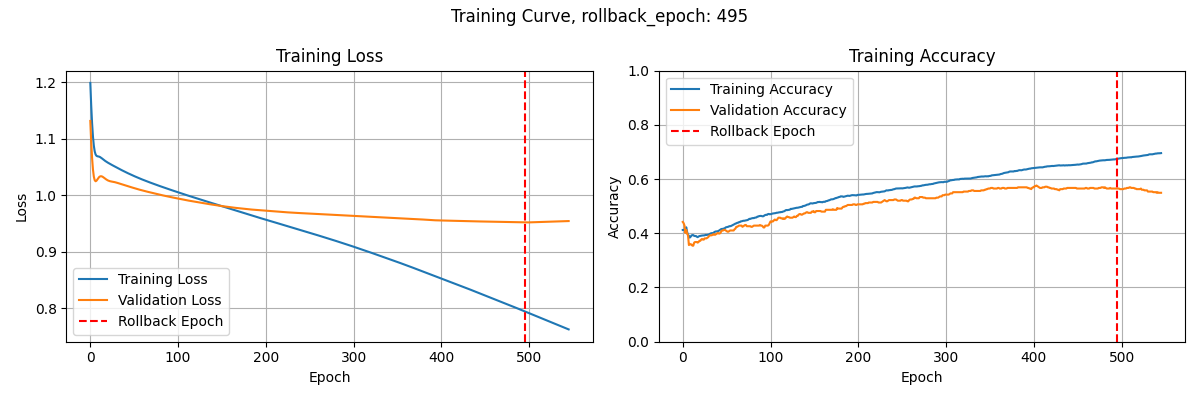 Training Curve, rollback_epoch: 495
Training Loss
1.2
1.1
1.0
0.9
0.8
Loss
Training Loss
Validation Loss
Rollback Epoch
0 100 200 300 400 500
Epoch
Training Accuracy
1.0
0.8
0.6
0.4
0.2
0.0
Accuracy
Training Accuracy
Validation Accuracy
Rollback Epoch
0 100 200 300 400 500
Epoch